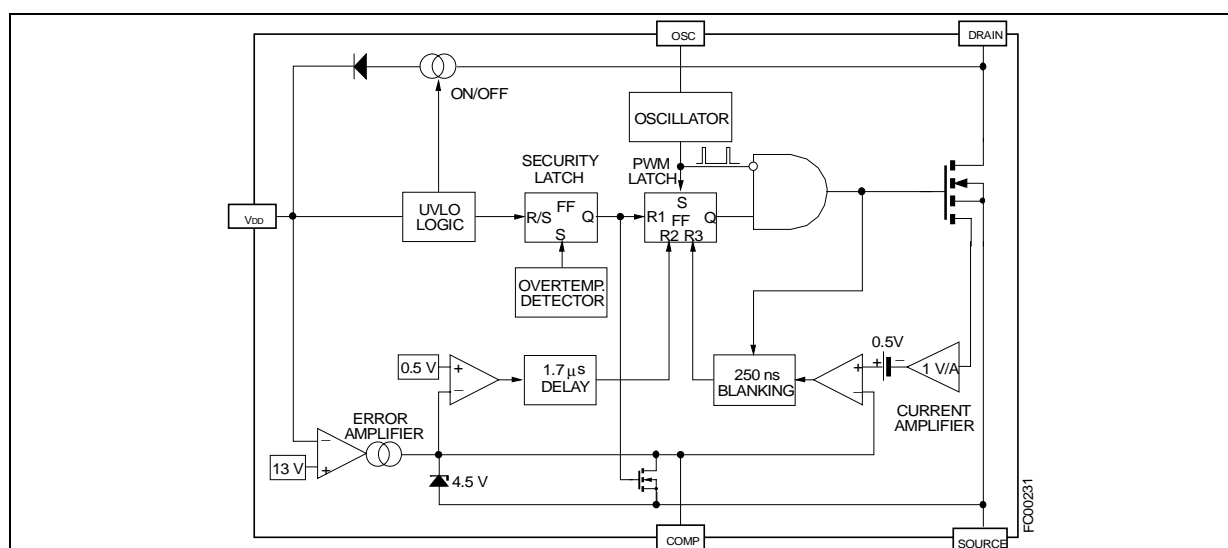 OSC
DRAIN
ON/OFF
OSCILLATOR
SECURITY
LATCH
PWM
LATCH
VDD
UVLO
LOGIC
R/S FF Q
S
S
R1 FF Q
R2 R3
OVERTEMP.
DETECTOR
0.5 V
+
−
1.7 μs
DELAY
250 ns
BLANKING
+
−
0.5V
+ −
1 V/A
CURRENT
AMPLIFIER
ERROR
AMPLIFIER
−
+
13 V
4.5 V
COMP
SOURCE
FC00231